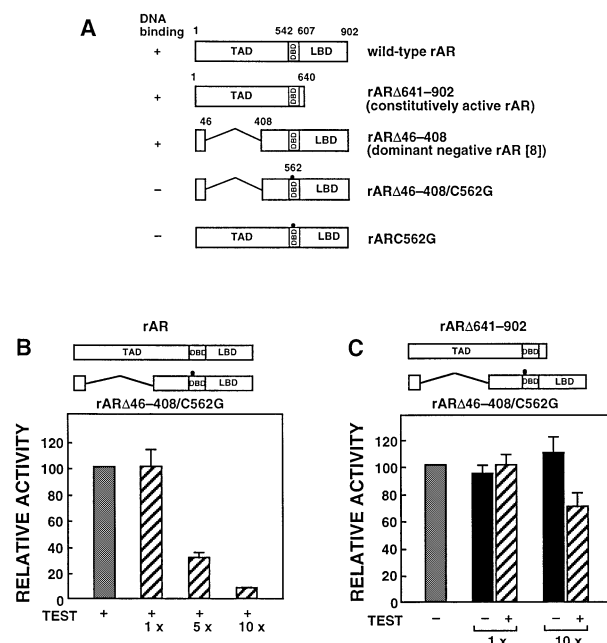 A
DNA binding
1 542 607 902
+ TAD DBD LBD wild-type rAR
1 640
+ TAD DBD rARΔ641–902
(constitutively active rAR)
46 408
+ DBD LBD rARΔ46–408
(dominant negative rAR [8])
562
– DBD LBD rARΔ46–408/C562G
– TAD DBD LBD rARC562G
B
rAR
TAD DBD LBD
DBD LBD
rARΔ46–408/C562G
RELATIVE ACTIVITY
120
100
80
60
40
20
0
TEST + + + +
1 x 5 x 10 x
C
rARΔ641–902
TAD DBD
DBD LBD
rARΔ46–408/C562G
RELATIVE ACTIVITY
120
100
80
60
40
20
0
TEST – – + – +
1 x 10 x